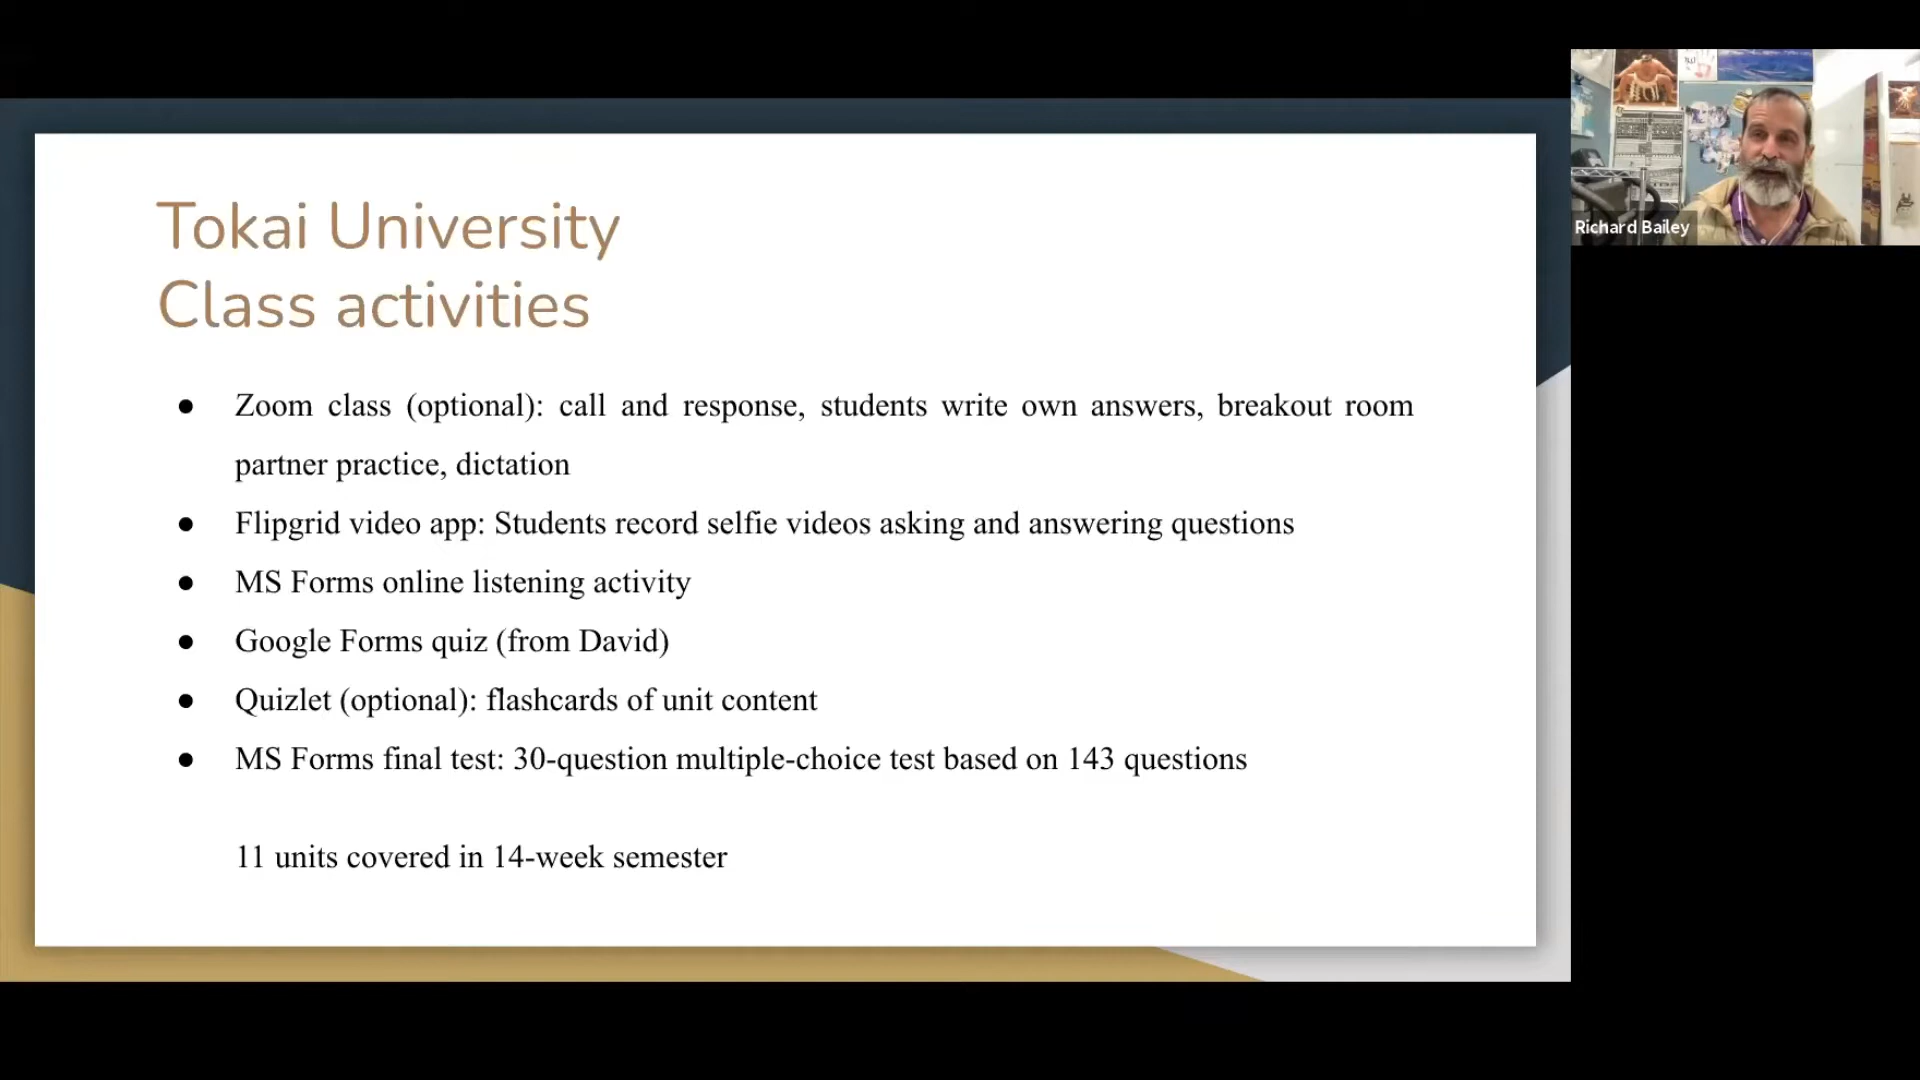 Tokai University
Class activities
● Zoom class (optional): call and response, students write own answers, breakout room
partner practice, dictation
● Flipgrid video app: Students record selfie videos asking and answering questions
● MS Forms online listening activity
● Google Forms quiz (from David)
● Quizlet (optional): flashcards of unit content
● MS Forms final test: 30-question multiple-choice test based on 143 questions
11 units covered in 14-week semester
Richard Bailey